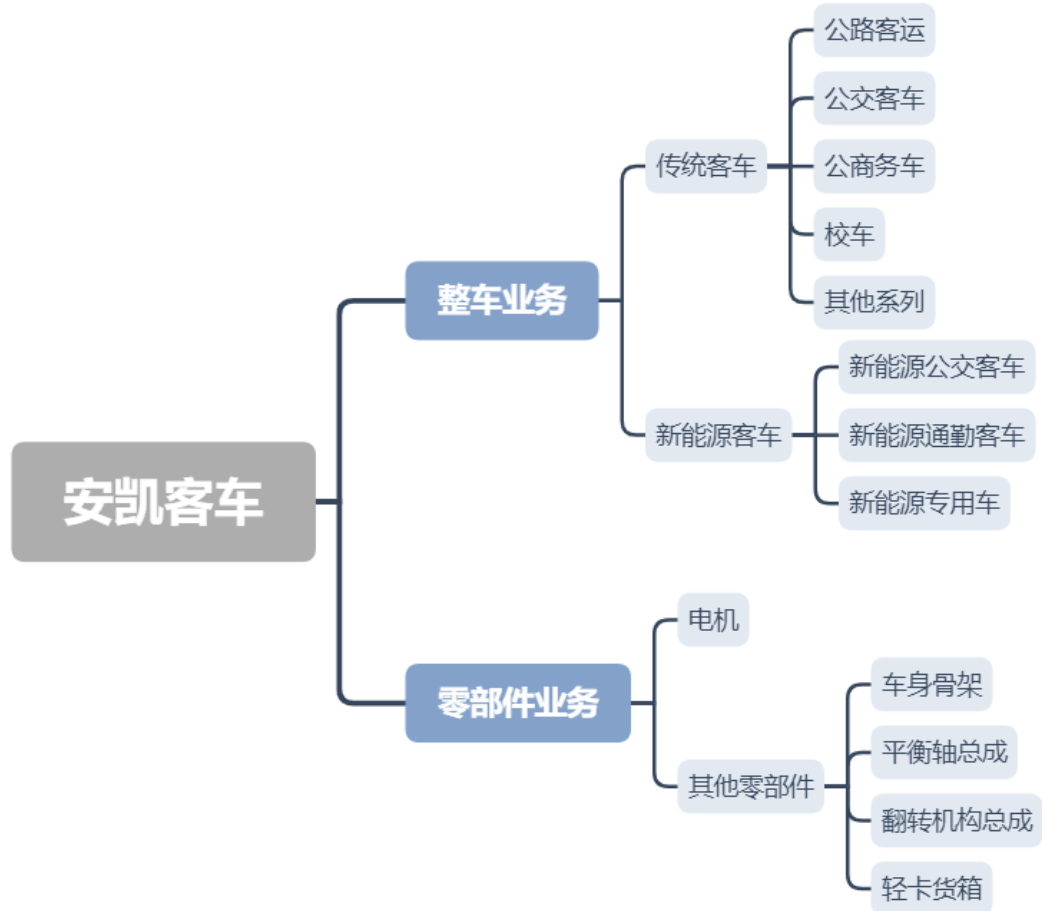 安凯客车
整车业务
传统客车
公路客运
公交客车
公商务车
校车
其他系列
新能源客车
新能源公交客车
新能源通勤客车
新能源专用车
零部件业务
电机
其他零部件
车身骨架
平衡轴总成
翻转机构总成
轻卡货箱